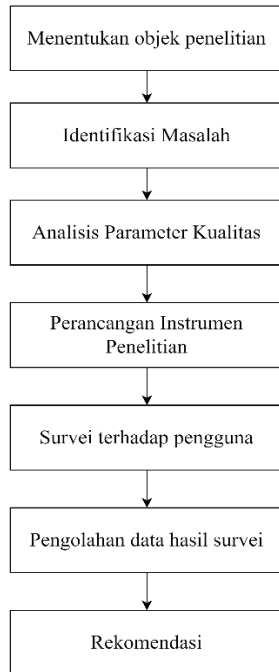 Menentukan objek penelitian
Identifikasi Masalah
Analisis Parameter Kualitas
Perancangan Instrumen
Penelitian
Survei terhadap pengguna
Pengolahan data hasil survei
Rekomendasi